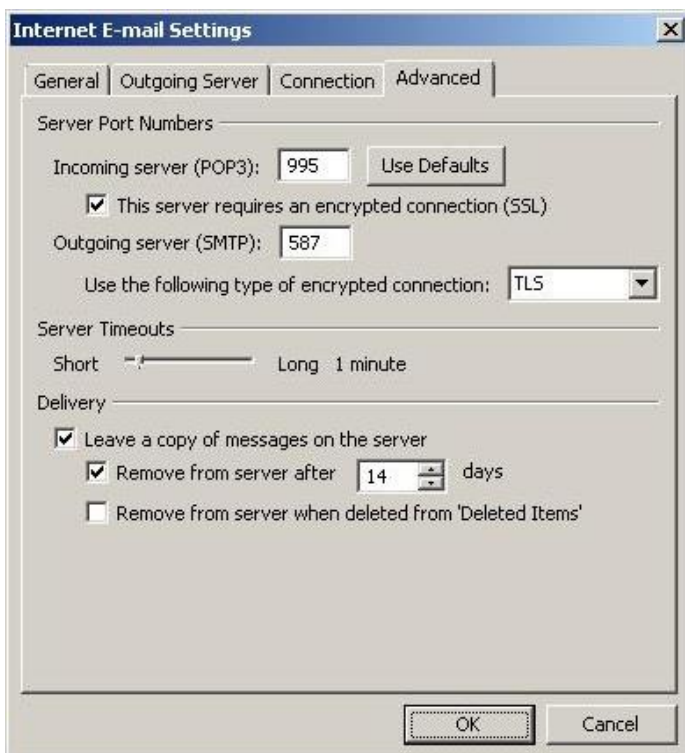 Internet E-mail Settings
General Outgoing Server Connection Advanced
Server Port Numbers
Incoming server (POP3): 995 Use Defaults
This server requires an encrypted connection (SSL)
Outgoing server (SMTP): 587
Use the following type of encrypted connection: TLS
Server Timeouts
Short Long 1 minute
Delivery
Leave a copy of messages on the server
Remove from server after 14 days
Remove from server when deleted from 'Deleted Items'
OK Cancel